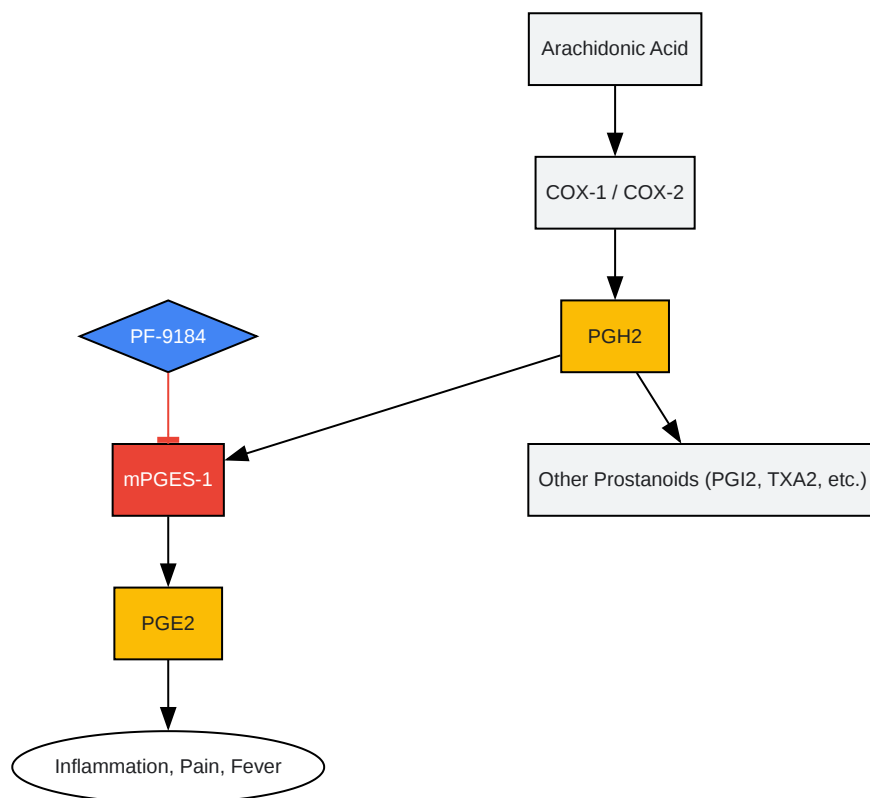 Arachidonic Acid
COX-1 / COX-2
PF-9184
PGH2
mPGES-1
Other Prostanoids (PGI2, TXA2, etc.)
PGE2
Inflammation, Pain, Fever